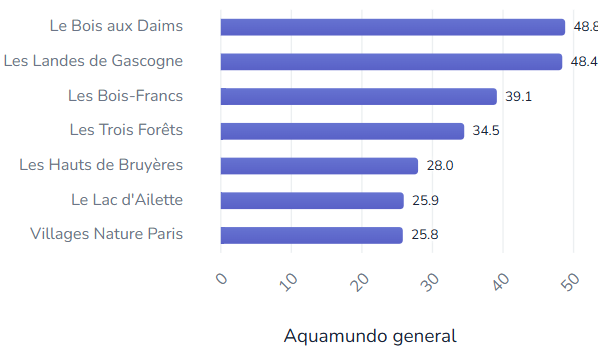 Le Bois aux Daims 48.8
Les Landes de Gascogne 48.4
Les Bois-Francs 39.1
Les Trois Forêts 34.5
Les Hauts de Bruyères 28.0
Le Lac d'Ailette 25.9
Villages Nature Paris 25.8
0 10 20 30 40 50
Aquamundo general